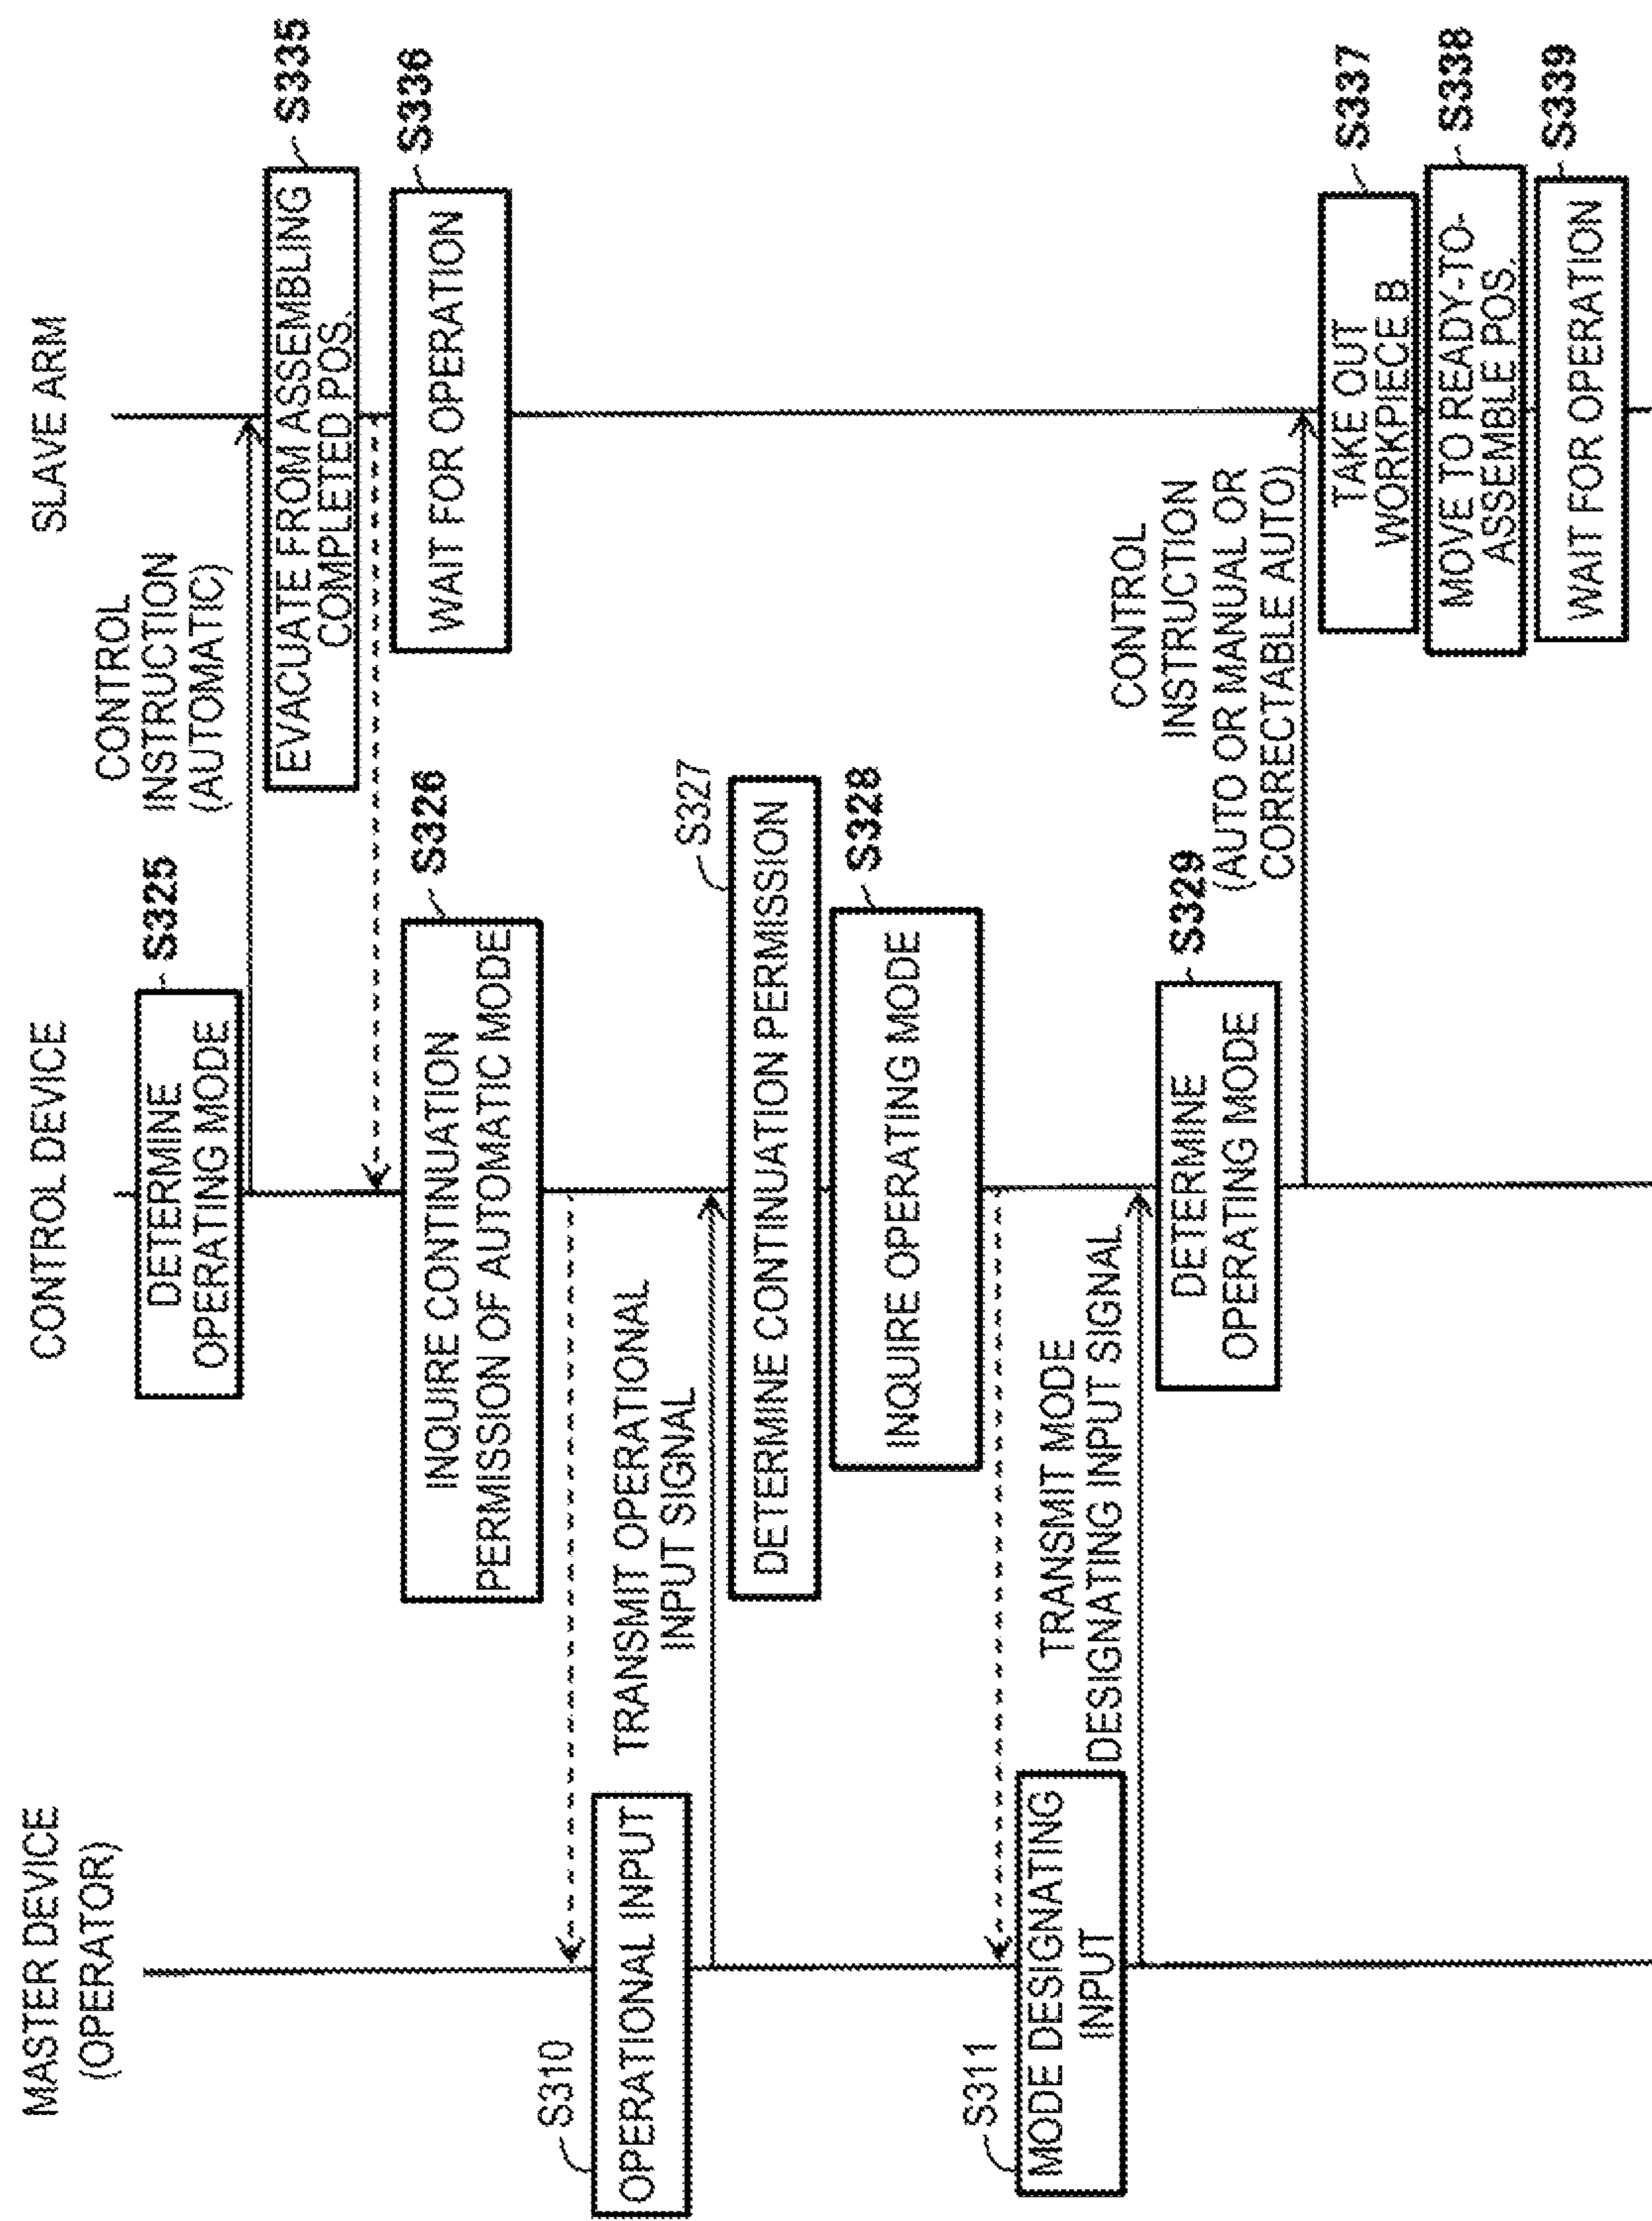 MASTER DEVICE
(OPERATOR)
CONTROL DEVICE
SLAVE ARM
DETERMINE
OPERATING MODE
S325
CONTROL
INSTRUCTION
(AUTOMATIC)
EVACUATE FROM ASSEMBLING
COMPLETED POS.
S335
INQUIRE CONTINUATION
PERMISSION OF AUTOMATIC MODE
S326
WAIT FOR OPERATION
S336
S310
OPERATIONAL INPUT
TRANSMIT OPERATIONAL
INPUT SIGNAL
DETERMINE CONTINUATION PERMISSION
S327
INQUIRE OPERATING MODE
S328
S311
MODE DESIGNATING
INPUT
TRANSMIT MODE
DESIGNATING INPUT SIGNAL
DETERMINE
OPERATING MODE
S329
CONTROL
INSTRUCTION
(AUTO OR MANUAL OR
CORRECTABLE AUTO)
TAKE OUT
WORKPIECE B
S337
MOVE TO READY-TO-
ASSEMBLE POS.
S338
WAIT FOR OPERATION
S339